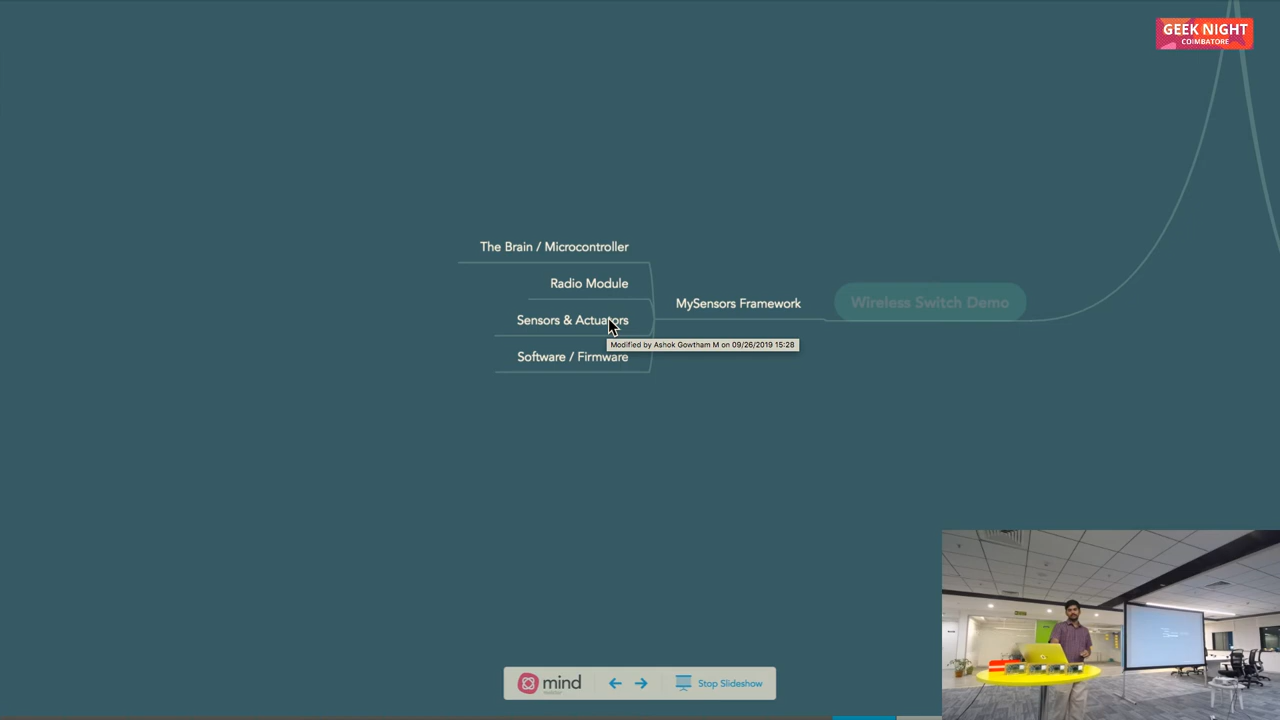 GEEK NIGHT
COIMBATORE
The Brain / Microcontroller
Radio Module
Sensors & Actuators
Software / Firmware
MySensors Framework
Wireless Switch Demo
Modified by Ashok Gowtham M on 09/26/2019 15:28
mind
Stop Slideshow